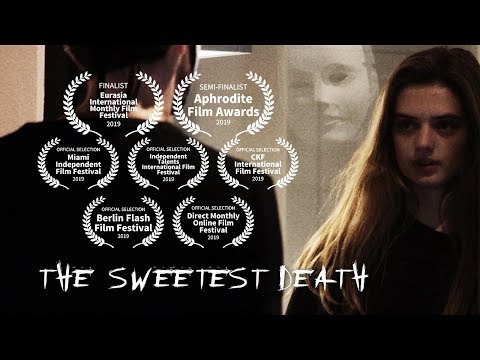 FINALIST
Eurasia
International
Monthly Film
Festival
2019
SEMI-FINALIST
Aphrodite
Film Awards
2019
OFFICIAL SELECTION
Miami
Independent
Film Festival
2019
OFFICIAL SELECTION
Independent
Talents
International Film
Festival
2019
OFFICIAL SELECTION
CKF
International
Film Festival
2019
OFFICIAL SELECTION
Berlin Flash
Film Festival
2019
OFFICIAL SELECTION
Direct Monthly
Online Film
Festival
2019
THE SWEETEST DEATH